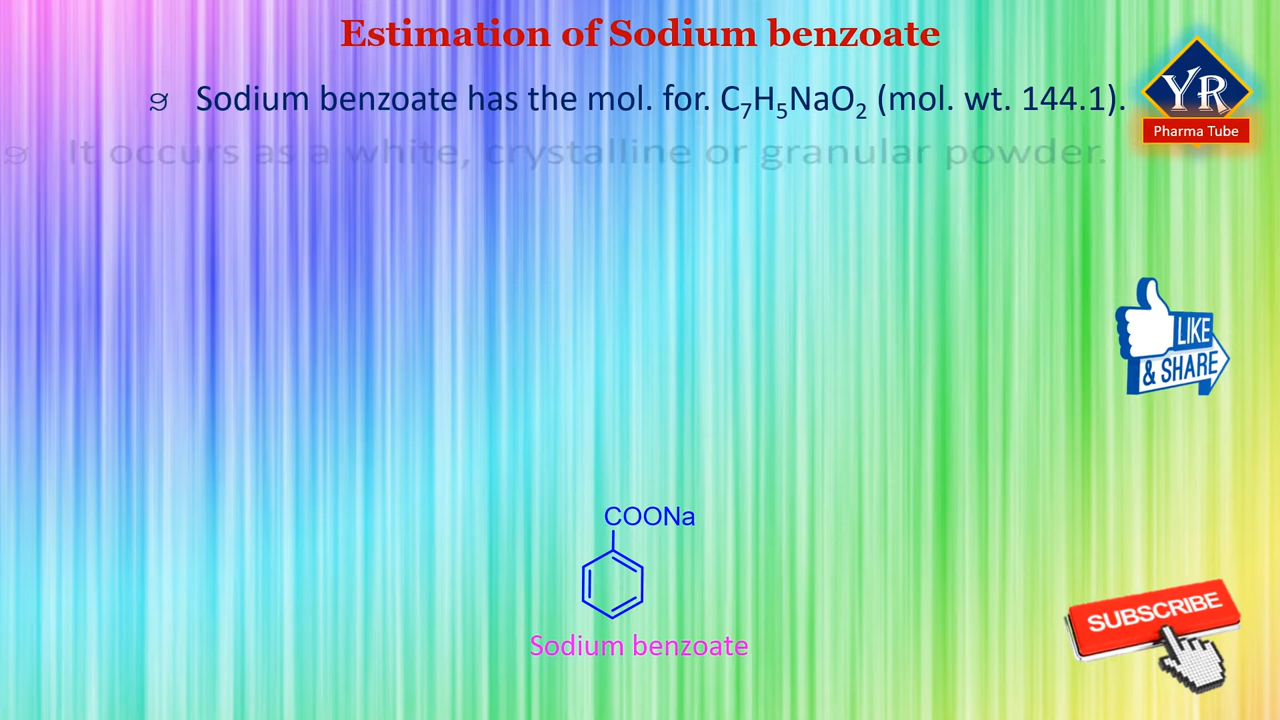 Estimation of Sodium benzoate
Sodium benzoate has the mol. for. C₇H₅NaO₂ (mol. wt. 144.1).
It occurs as a white, crystalline or granular powder.
YR
Pharma Tube
LIKE
& SHARE
COONa
Sodium benzoate
SUBSCRIBE